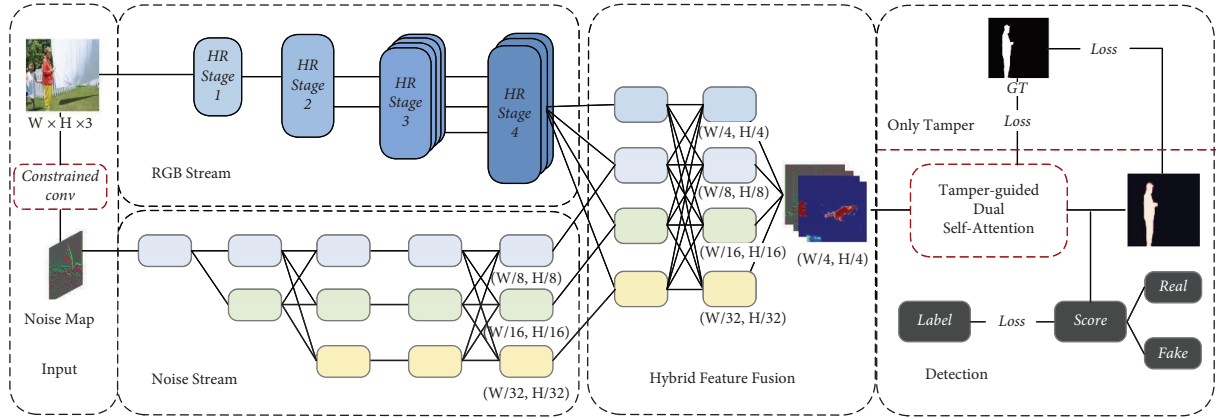 W × H ×3
Constrained
conv
Noise Map
Input
HR
Stage
1
HR
Stage
2
HR
Stage
3
HR
Stage
4
RGB Stream
(W/8, H/8)
(W/16, H/16)
(W/32, H/32)
Noise Stream
(W/4, H/4)
(W/8, H/8)
(W/16, H/16)
(W/32, H/32)
(W/4, H/4)
Hybrid Feature Fusion
GT
Loss
Loss
Only Tamper
Tamper-guided
Dual
Self-Attention
Label
Loss
Score
Real
Fake
Detection